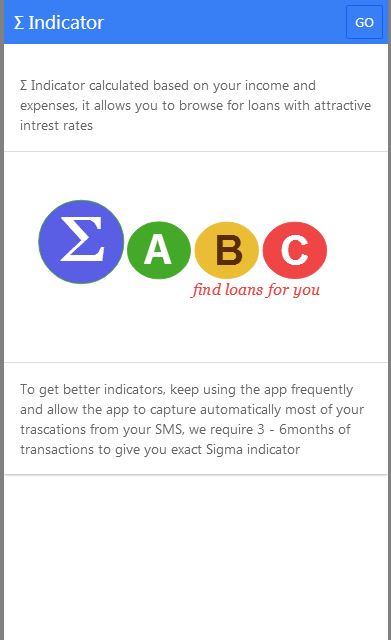 Σ Indicator
GO
Σ Indicator calculated based on your income and
expenses, it allows you to browse for loans with attractive
intrest rates
Σ A B C
find loans for you
To get better indicators, keep using the app frequently
and allow the app to capture automatically most of your
trascations from your SMS, we require 3 - 6months of
transactions to give you exact Sigma indicator